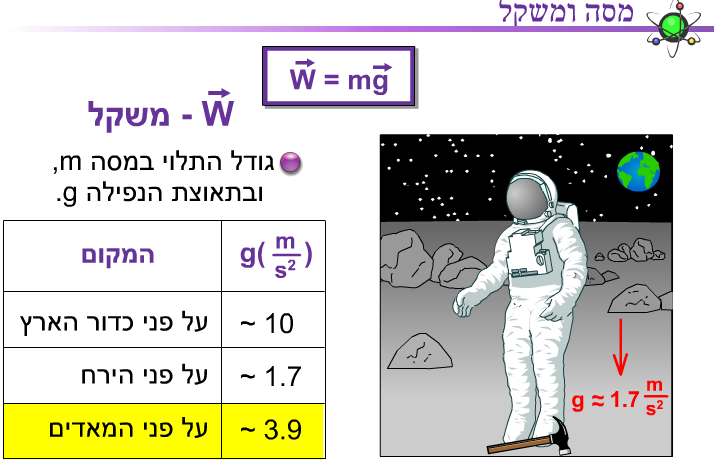 מסה ומשקל
W = mg
W - משקל
גודל התלוי במסה m,
ובתאוצת הנפילה g.
המקום g(m/s²)
על פני כדור הארץ ~ 10
על פני הירח ~ 1.7
על פני המאדים ~ 3.9
g ≈ 1.7 m/s²